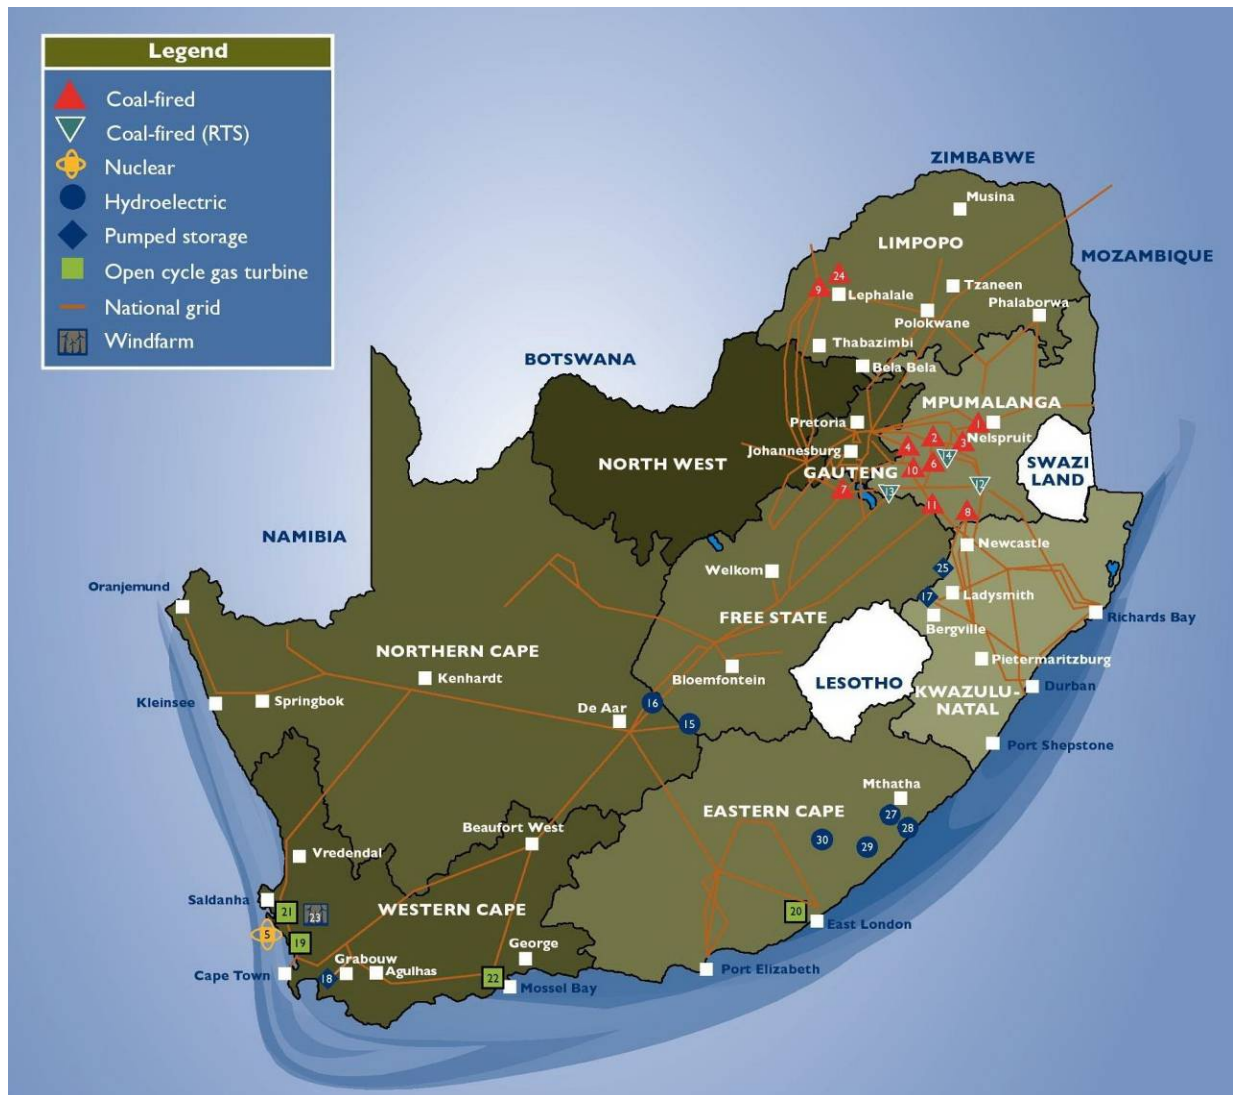 Legend
Coal-fired
Coal-fired (RTS)
Nuclear
Hydroelectric
Pumped storage
Open cycle gas turbine
National grid
Windfarm
ZIMBABWE
Musina
LIMPOPO
MOZAMBIQUE
24
9
Lephalale
Tzaneen
Phalaborwa
Polokwane
Thabazimbi
BOTSWANA
Bela Bela
MPUMALANGA
Pretoria
1
2
3
Nelspruit
4
Johannesburg
14
6
10
GAUTENG
NORTH WEST
SWAZI
LAND
7
13
12
11
8
NAMIBIA
Newcastle
25
Welkom
Oranjemund
17
Ladysmith
Richards Bay
FREE STATE
Bergville
NORTHERN CAPE
Pietermaritzburg
Kenhardt
Bloemfontein
LESOTHO
Durban
KWAZULU-
NATAL
Kleinsee
Springbok
16
De Aar
15
Port Shepstone
Mthatha
EASTERN CAPE
27
28
Beaufort West
30
29
Vredendal
Saldanha
21
23
WESTERN CAPE
20
East London
5
19
George
Grabouw
Cape Town
18
Agulhas
22
Mossel Bay
Port Elizabeth